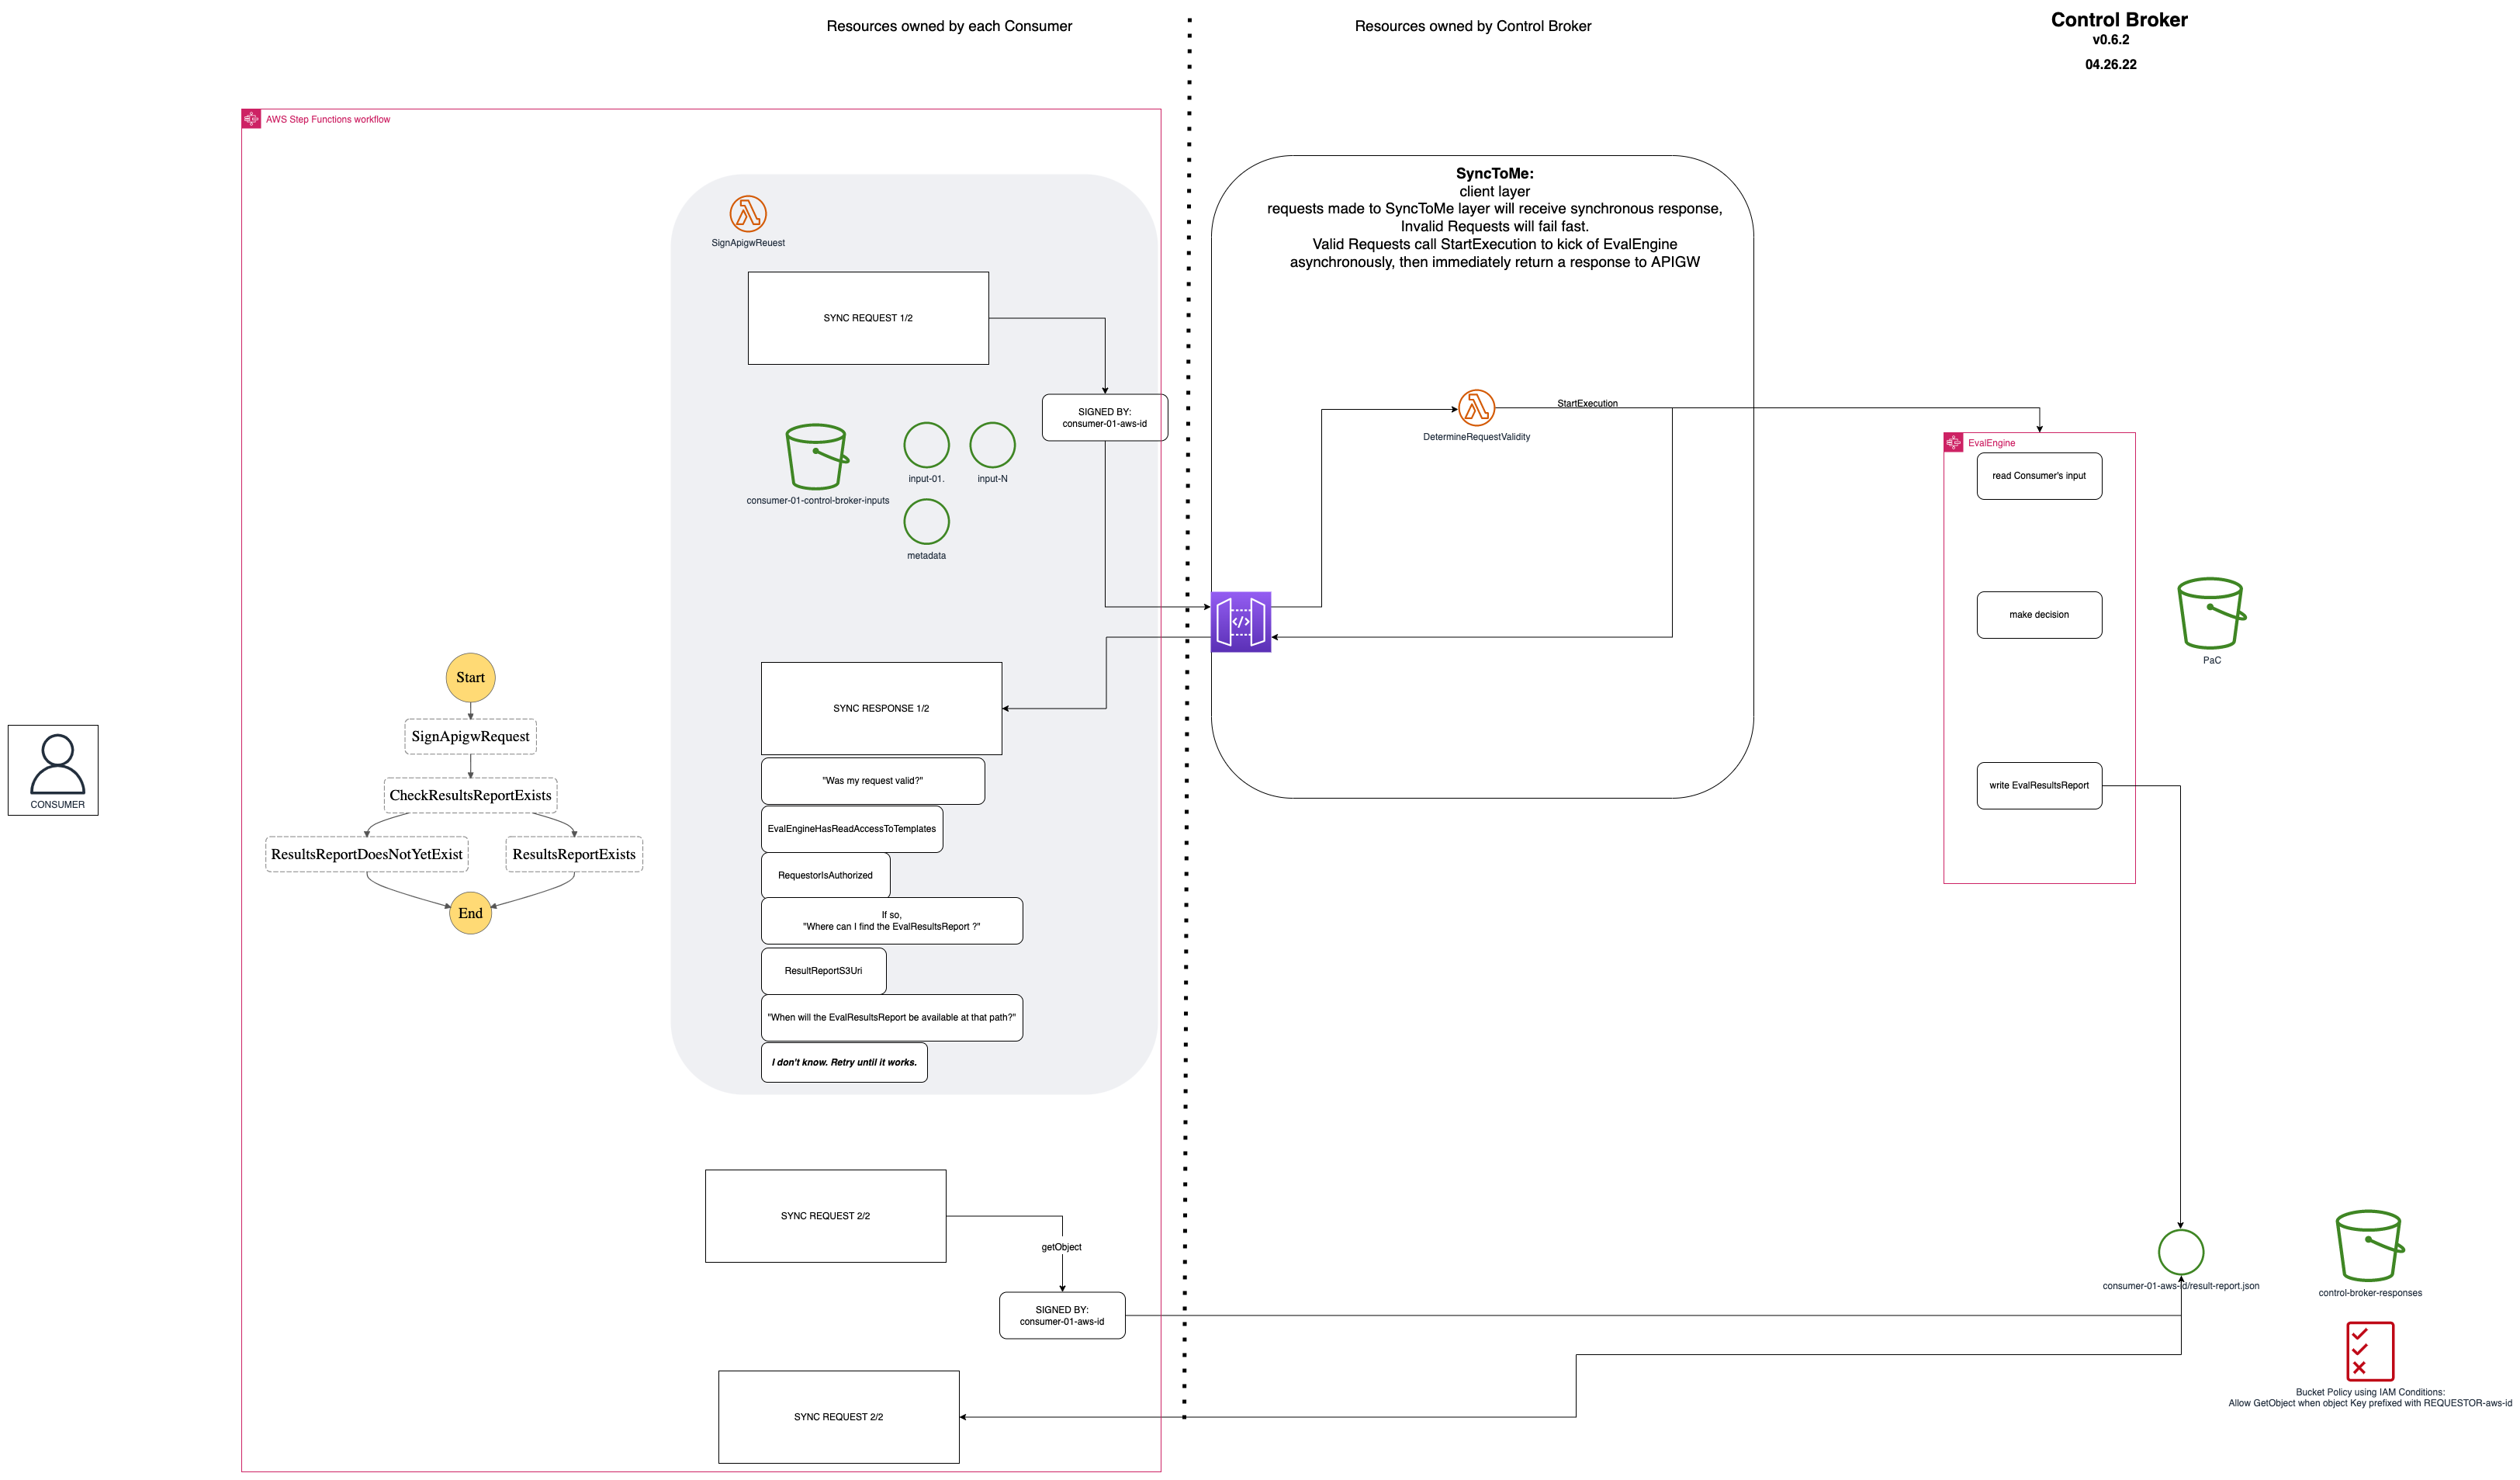 Resources owned by each Consumer
Resources owned by Control Broker
Control Broker
v0.6.2
04.26.22
AWS Step Functions workflow
SignApigwReuest
SYNC REQUEST 1/2
SIGNED BY:
consumer-01-aws-id
consumer-01-control-broker-inputs
input-01.
input-N
metadata
SyncToMe:
client layer
requests made to SyncToMe layer will receive synchronous response,
Invalid Requests will fail fast.
Valid Requests call StartExecution to kick of EvalEngine
asynchronously, then immediately return a response to APIGW
DetermineRequestValidity
StartExecution
EvalEngine
read Consumer's input
make decision
write EvalResultsReport
PaC
CONSUMER
Start
SignApigwRequest
CheckResultsReportExists
ResultsReportDoesNotYetExist
ResultsReportExists
End
SYNC RESPONSE 1/2
"Was my request valid?"
EvalEngineHasReadAccessToTemplates
RequestorIsAuthorized
If so,
"Where can I find the EvalResultsReport ?"
ResultReportS3Uri
"When will the EvalResultsReport be available at that path?"
I don't know. Retry until it works.
SYNC REQUEST 2/2
getObject
SIGNED BY:
consumer-01-aws-id
SYNC REQUEST 2/2
consumer-01-aws-id/result-report.json
control-broker-responses
Bucket Policy using IAM Conditions:
Allow GetObject when object Key prefixed with REQUESTOR-aws-id